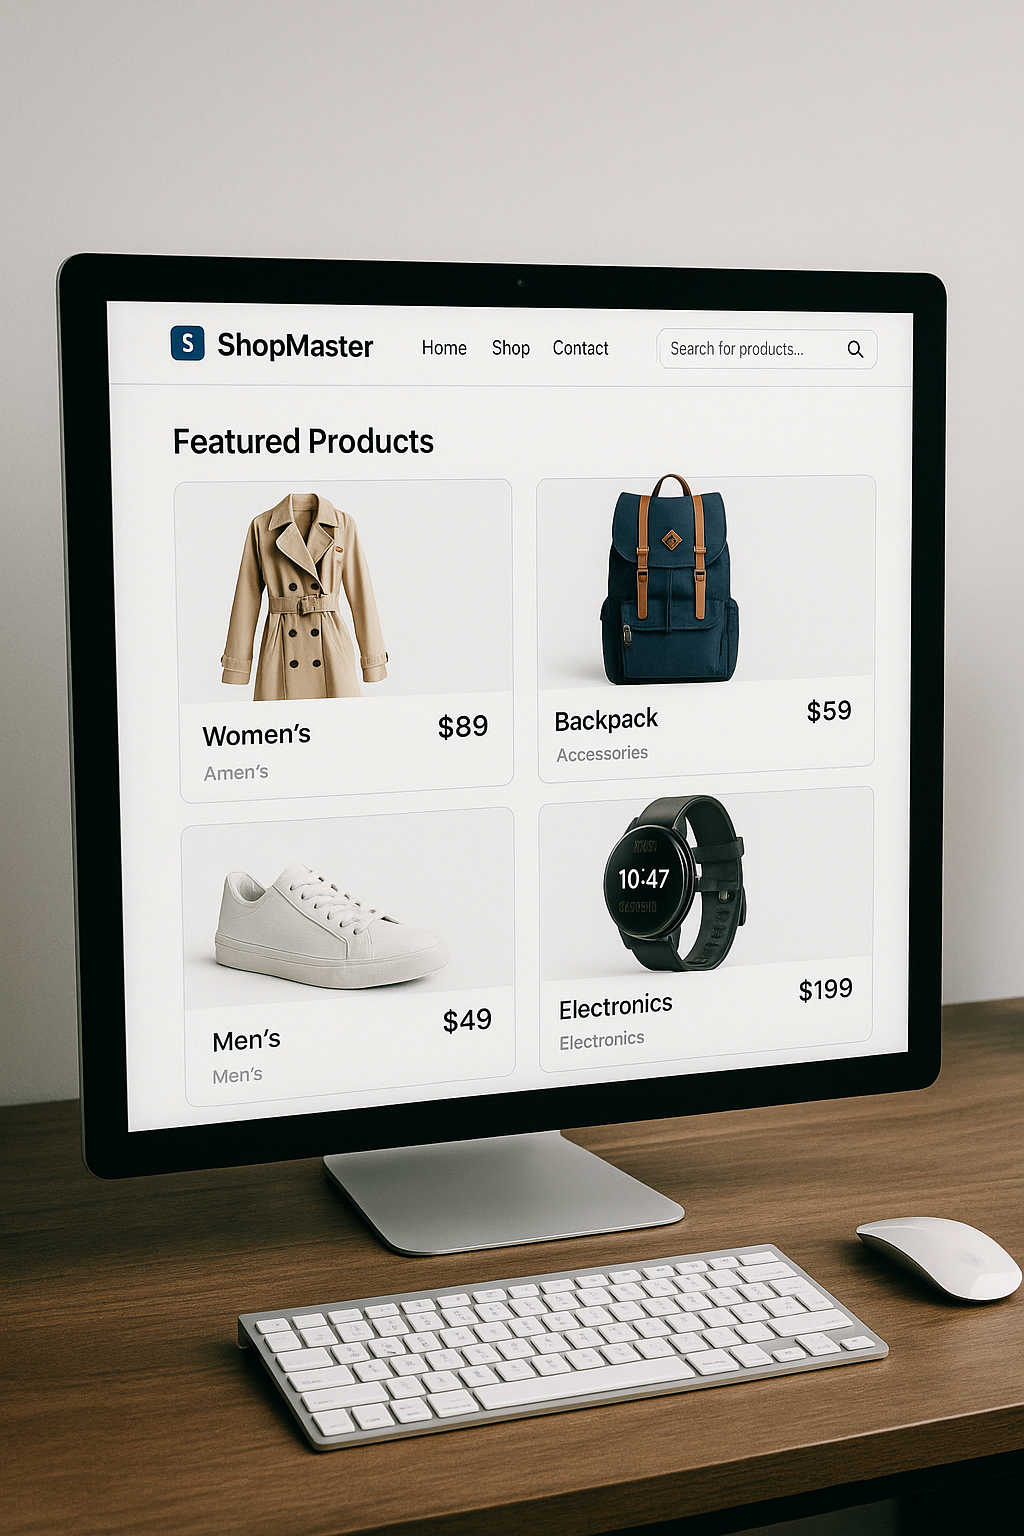 S ShopMaster Home Shop Contact Search for products...
Featured Products
Women's $89
Amen's
Backpack $59
Accessories
Men's $49
Men's
10:47
Electronics $199
Electronics